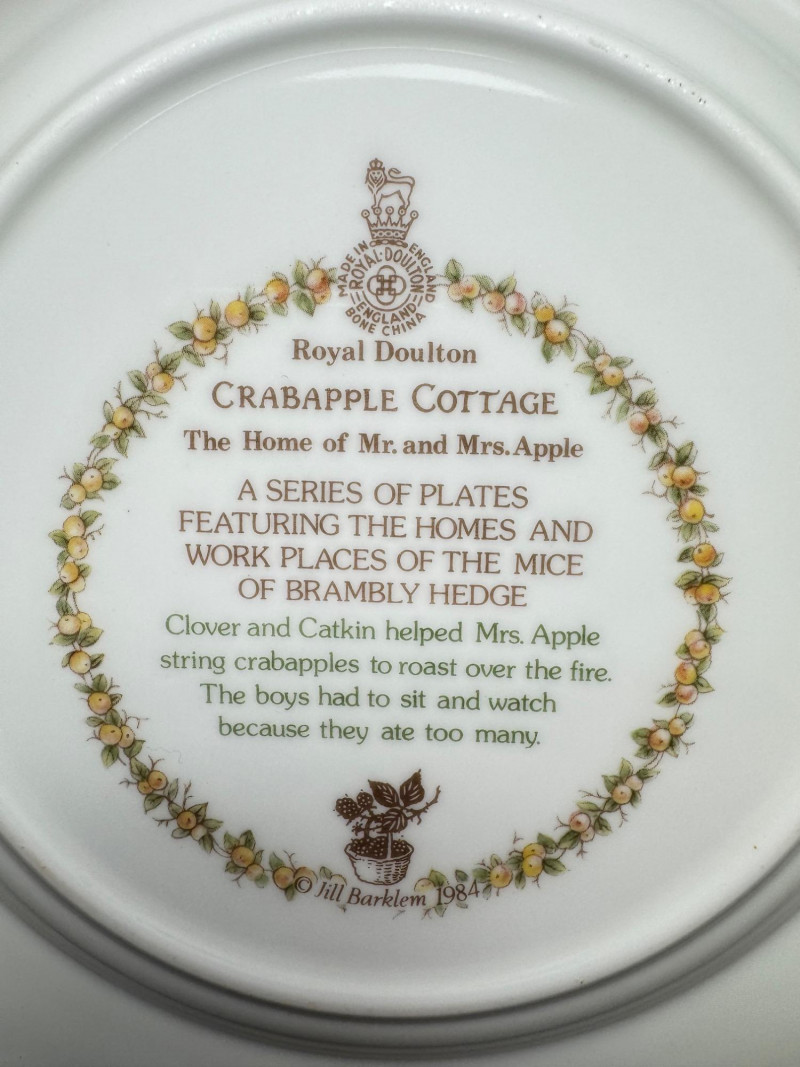 MADE IN ENGLAND
ROYAL·DOULTON
ENGLAND
BONE CHINA
Royal Doulton
CRABAPPLE COTTAGE
The Home of Mr. and Mrs. Apple
A SERIES OF PLATES
FEATURING THE HOMES AND
WORK PLACES OF THE MICE
OF BRAMBLY HEDGE
Clover and Catkin helped Mrs. Apple
string crabapples to roast over the fire.
The boys had to sit and watch
because they ate too many.
© Jill Barklem 1984